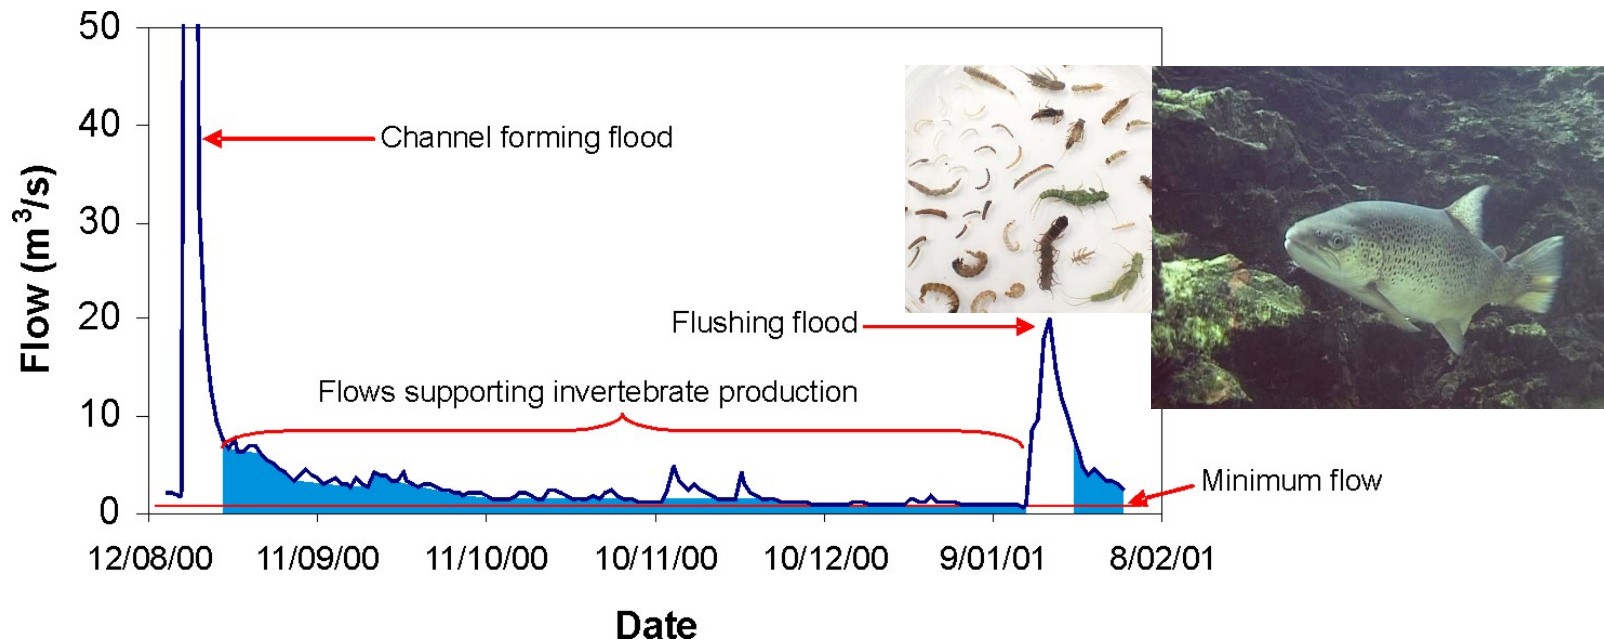 50
40
30
20
10
0
Flow (m³/s)
Channel forming flood
Flushing flood
Flows supporting invertebrate production
Minimum flow
12/08/00 11/09/00 11/10/00 10/11/00 10/12/00 9/01/01 8/02/01
Date